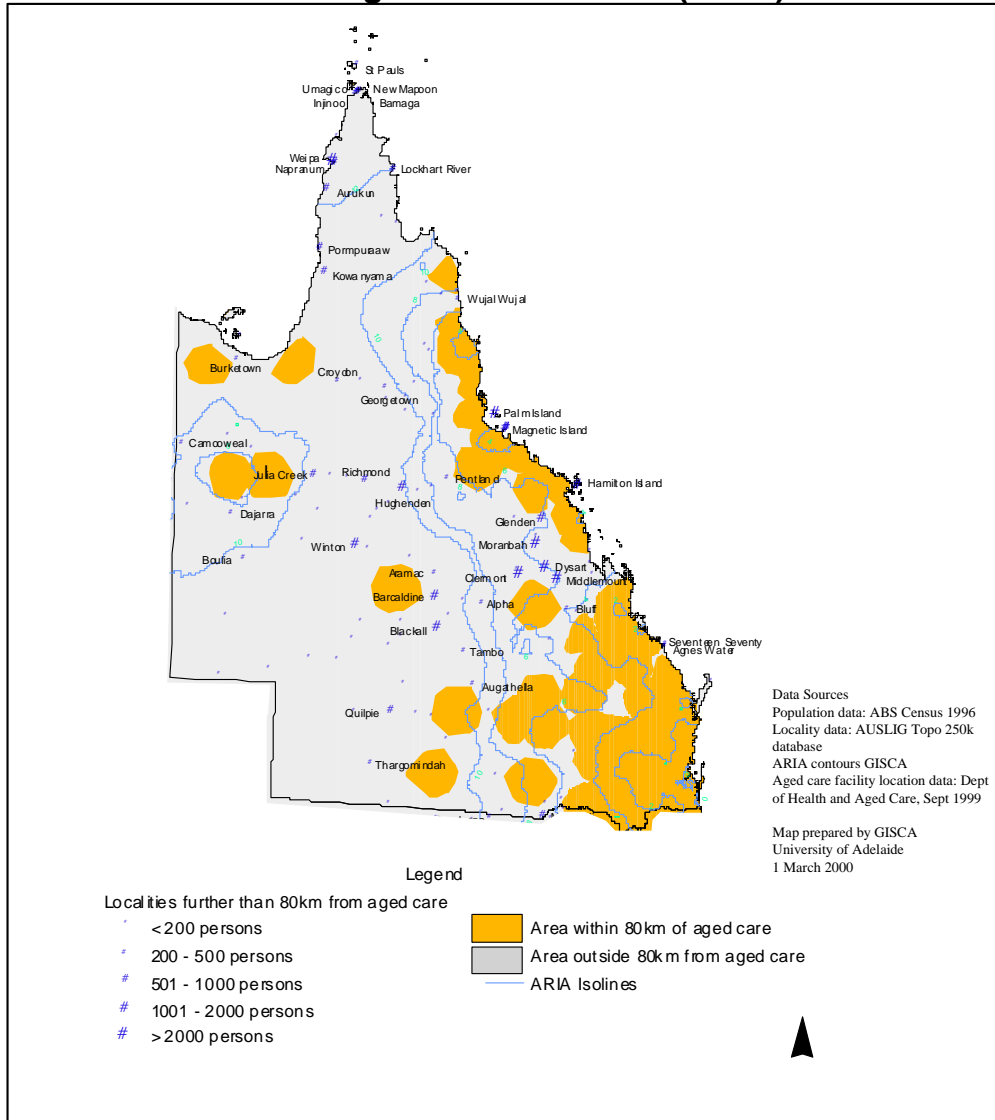 St Pauls
Umagico
New Mapoon
Injinoo
Bamaga
Weipa
Napranum
Lockhart River
Aurukun
Pormpuraaw
Kowanyama
10
8
Wujal Wujal
10
Burketown
Croydon
Georgetown
Palm Island
Magnetic Island
Camooweal
Julia Creek
Richmond
Pentland
8
Hamilton Island
Hughenden
Dajarra
Glenden
Winton
Moranbah
10
Boulia
Aramac
Clermont
Dysart
Middlemount
Barcaldine
Alpha
Bluff
Blackall
Seventeen Seventy
Agnes Water
Tambo
Augathella
Quilpie
Thargomindah
10
Data Sources
Population data: ABS Census 1996
Locality data: AUSLIG Topo 250k
database
ARIA contours GISCA
Aged care facility location data: Dept
of Health and Aged Care, Sept 1999
Map prepared by GISCA
University of Adelaide
1 March 2000
Legend
Localities further than 80km from aged care
# < 200 persons
# 200 - 500 persons
# 501 - 1000 persons
# 1001 - 2000 persons
# > 2000 persons
Area within 80km of aged care
Area outside 80km from aged care
ARIA Isolines